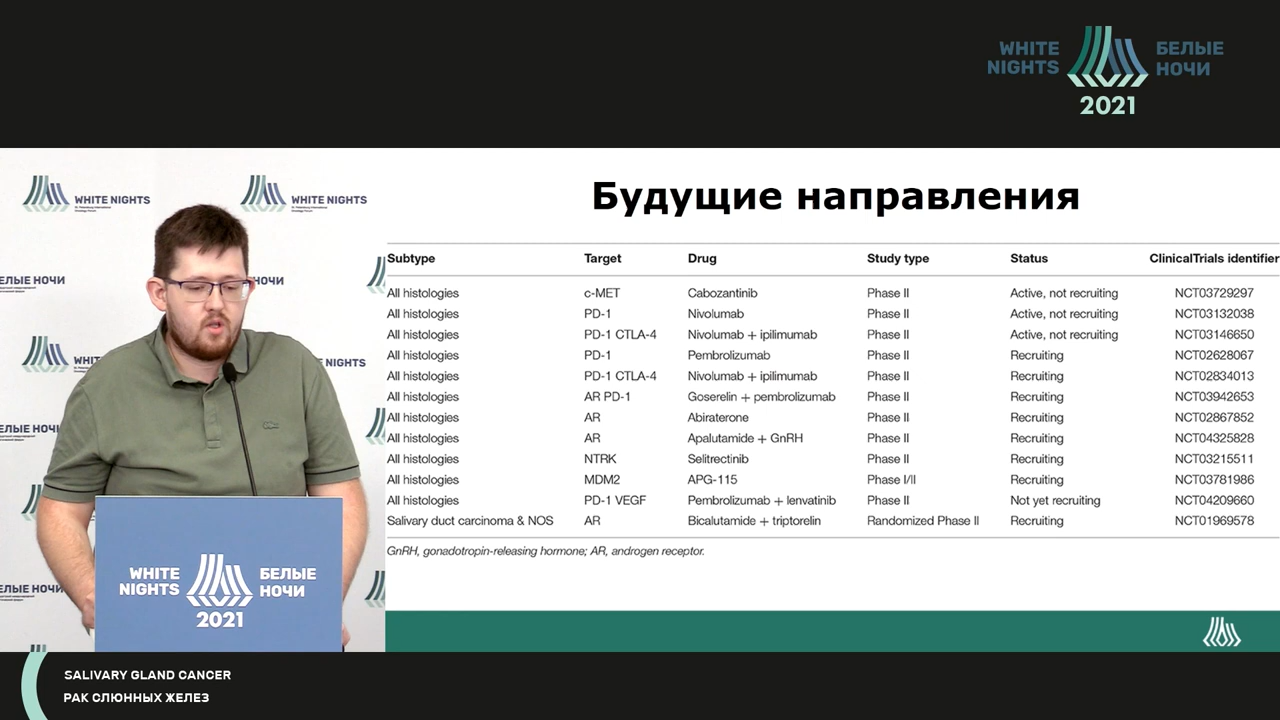 WHITE NIGHTS
БЕЛЫЕ НОЧИ
2021
WHITE NIGHTS
WHITE NIGHTS
БЕЛЫЕ НОЧИ
WHITE NIGHTS
БЕЛЫЕ НОЧИ
2021
Будущие направления
Subtype Target Drug Study type Status ClinicalTrials identifier
All histologies c-MET Cabozantinib Phase II Active, not recruiting NCT03729297
All histologies PD-1 Nivolumab Phase II Active, not recruiting NCT03132038
All histologies PD-1 CTLA-4 Nivolumab + ipilimumab Phase II Active, not recruiting NCT03146650
All histologies PD-1 Pembrolizumab Phase II Recruiting NCT02628067
All histologies PD-1 CTLA-4 Nivolumab + ipilimumab Phase II Recruiting NCT02834013
All histologies AR PD-1 Goserelin + pembrolizumab Phase II Recruiting NCT03942653
All histologies AR Abiraterone Phase II Recruiting NCT02867852
All histologies AR Apalutamide + GnRH Phase II Recruiting NCT04325828
All histologies NTRK Selitrectinib Phase II Recruiting NCT03215511
All histologies MDM2 APG-115 Phase I/II Recruiting NCT03781986
All histologies PD-1 VEGF Pembrolizumab + lenvatinib Phase II Not yet recruiting NCT04209660
Salivary duct carcinoma & NOS AR Bicalutamide + triptorelin Randomized Phase II Recruiting NCT01969578
GnRH, gonadotropin-releasing hormone; AR, androgen receptor.
SALIVARY GLAND CANCER
РАК СЛЮННЫХ ЖЕЛЕЗ